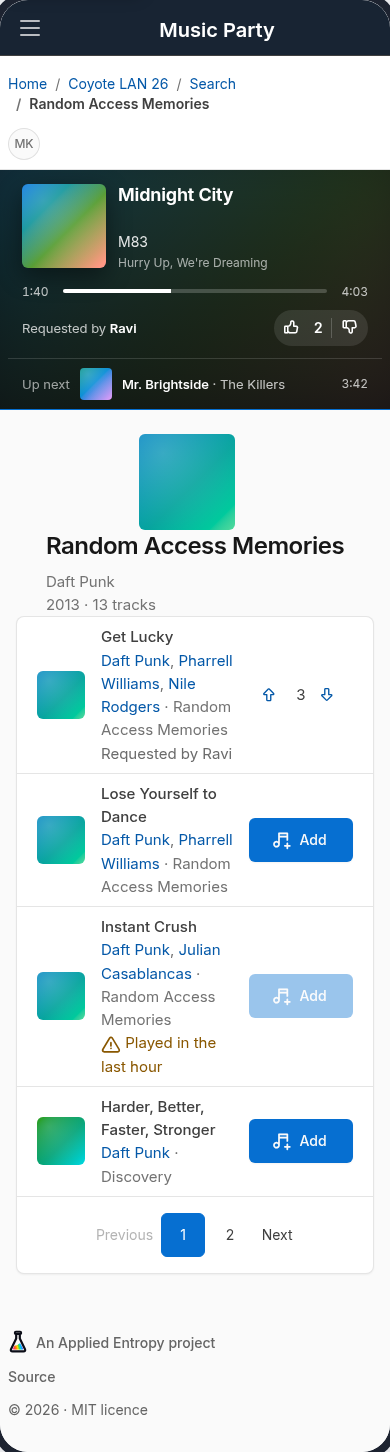 Music Party
Home / Coyote LAN 26 / Search
/ Random Access Memories
MK
Midnight City
M83
Hurry Up, We're Dreaming
1:40 4:03
Requested by Ravi 2
Up next Mr. Brightside · The Killers 3:42
Random Access Memories
Daft Punk
2013 · 13 tracks
Get Lucky
Daft Punk, Pharrell
Williams, Nile
Rodgers · Random
Access Memories
Requested by Ravi
3
Lose Yourself to
Dance
Daft Punk, Pharrell
Williams · Random
Access Memories
Add
Instant Crush
Daft Punk, Julian
Casablancas ·
Random Access
Memories
Played in the
last hour
Add
Harder, Better,
Faster, Stronger
Daft Punk ·
Discovery
Add
Previous 1 2 Next
An Applied Entropy project
Source
© 2026 · MIT licence